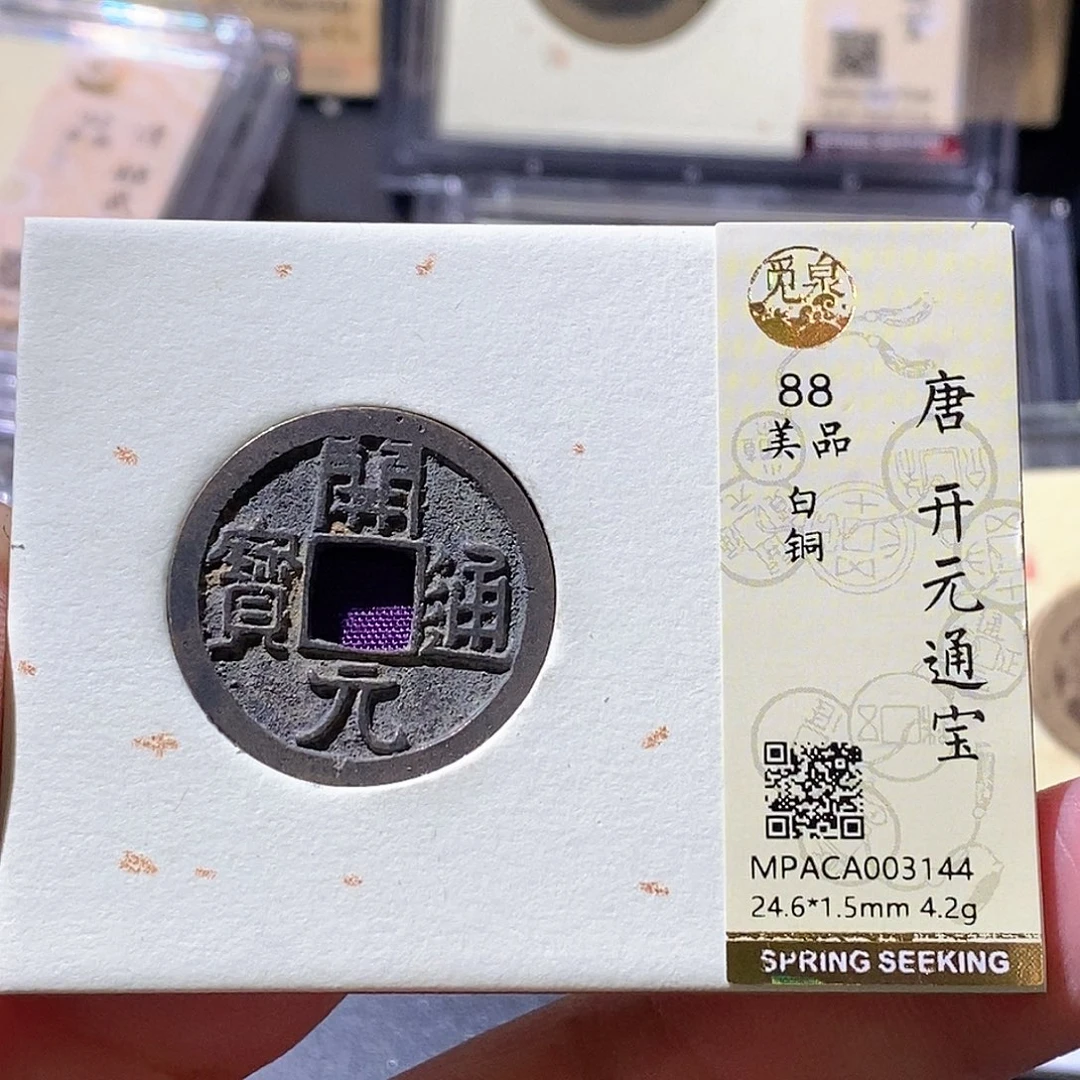 開
通
元
寶
觅泉
88
美品
白铜
唐开元通宝
MPACA003144
24.6*1.5mm 4.2g
SPRING SEEKING